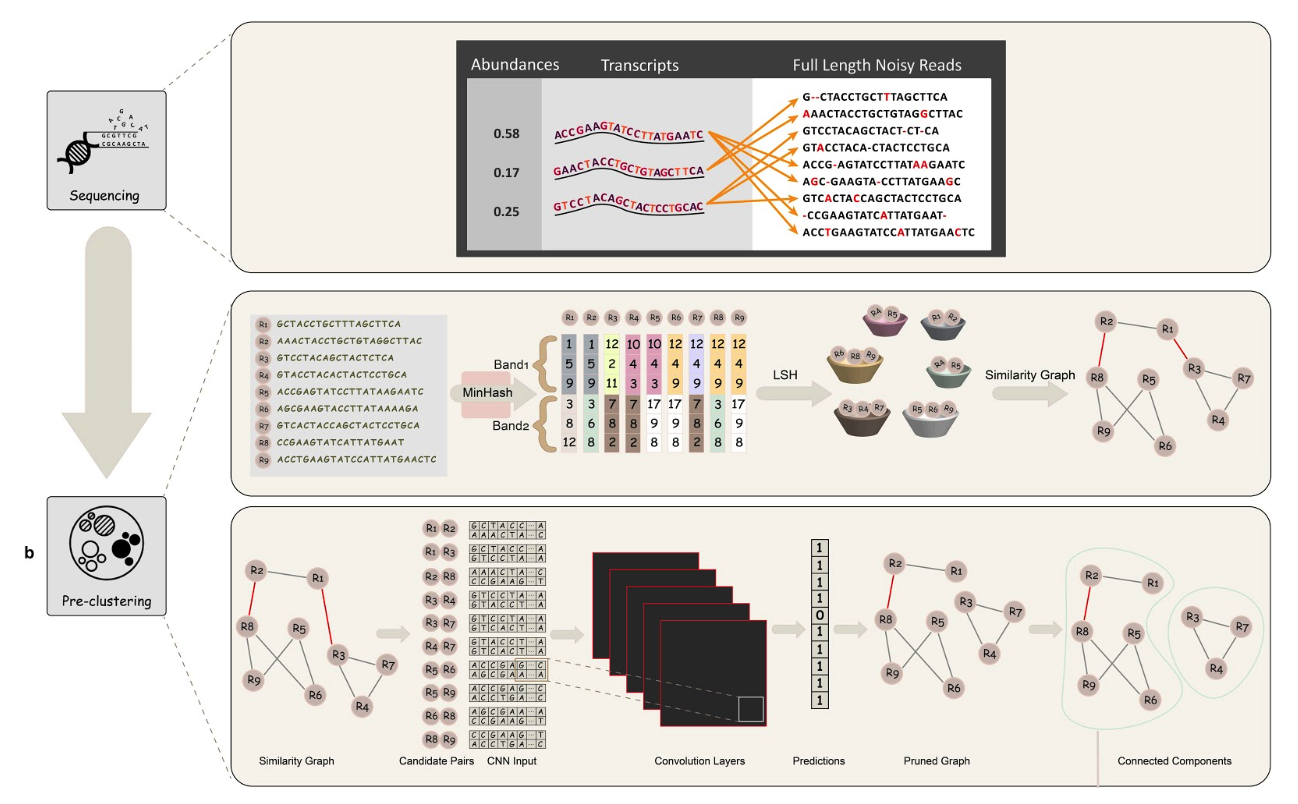 Abundances Transcripts Full Length Noisy Reads
0.58
0.17
0.25
ACCGAAGTATCCTTATGAATC
GAACTACCTGCTGTAGCTTCA
GTCCTACAGCTACTCCTGCAC
G--CTACCTGCTTTAGCTTCA
AAACTACCTGCTGTAGGCTTAC
GTCCTACAGCTACT-CT-CA
GTACCTACA-CTACTCCTGCA
ACCG-AGTATCCTTATAAGAATC
AGC-GAAGTA-CCTTATGAAGC
GTCACTACCAGCTACTCCTGCA
-CCGAAGTATCATTATGAAT-
ACCTGAAGTATCCATTATGAACTC
GCGTTCG
CGCAAGCTA
Sequencing
R1 GCTACCTGCTTTAGCTTCA
R2 AAACTACCTGCTGTAGGCTTAC
R3 GTCCTACAGCTACTCTCA
R4 GTACCTACACTACTCCTGCA
R5 ACCGAGTATCCTTATAAGAATC
R6 AGCGAAGTACCTTATAAAAGA
R7 GTCACTACCAGCTACTCCTGCA
R8 CCGAAGTATCATTATGAAT
R9 ACCTGAAGTATCCATTATGAACTC
MinHash
R1 R2 R3 R4 R5 R6 R7 R8 R9
Band1
1 1 12 10 10 12 12 12 12
5 5 2 4 4 4 4 4 4
9 9 11 3 3 9 9 9 9
Band2
3 3 7 7 17 17 7 3 17
8 6 8 8 9 9 8 6 9
12 8 2 2 8 8 2 8 8
LSH
R4 R5
R1 R2
R6 R8 R9
R4 R5
R3 R4 R7
R5 R6 R9
Similarity Graph
R2 R1
R8 R5 R3 R7
R9 R6 R4
b
Pre-clustering
R2 R1
R8 R5 R3 R7
R9 R6 R4
R1 R2 GCTACC...A
AAACTA...C
R1 R3 GCTACC...A
GTCCTA...A
R2 R8 AAACTA...C
CCGAAG...T
R3 R4 GTCCTA...A
GTACCT...A
R3 R7 GTCCTA...A
GTCACT...A
R4 R7 GTACCT...A
GTCACT...A
R5 R6 ACCGAG...C
AGCGAA...A
R5 R9 ACCGAG...C
ACCTGA...C
R6 R8 AGCGAA...A
CCGAAG...T
R8 R9 CCGAAG...T
ACCTGA...C
1
1
1
1
0
1
1
1
1
1
R2 R1
R8 R5 R3 R7
R9 R6 R4
R2 R1
R8 R5 R3 R7
R9 R6 R4
Similarity Graph Candidate Pairs CNN Input Convolution Layers Predictions Pruned Graph Connected Components